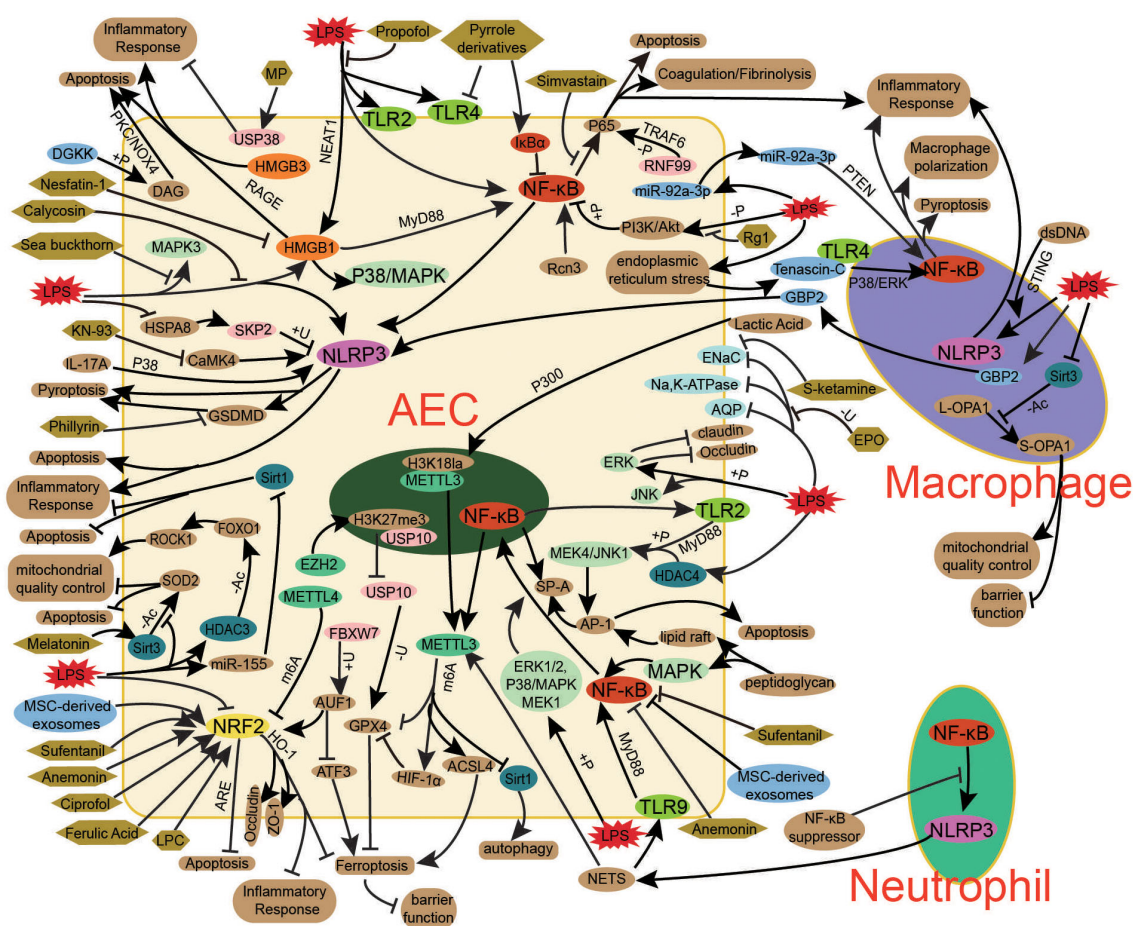 Inflammatory
Response
LPS
Propofol
Pyrrole
derivatives
Apoptosis
Simvastain
Coagulation/Fibrinolysis
Apoptosis
MP
Inflammatory
Response
PKC/NOX4
USP38
NEAT1
TLR2
TLR4
P65
TRAF6
-P
IκBα
RNF99
miR-92a-3p
Macrophage
polarization
DGKK
+P
HMGB3
DAG
RAGE
NF-κB
miR-92a-3p
PTEN
Pyroptosis
Nesfatin-1
Calycosin
MyD88
+P
PI3K/Akt
-P
LPS
Rg1
dsDNA
Sea buckthorn
MAPK3
HMGB1
P38/MAPK
Rcn3
endoplasmic
reticulum stress
TLR4
Tenascin-C
P38/ERK
NF-κB
STING
LPS
LPS
GBP2
HSPA8
SKP2
+U
Lactic Acid
NLRP3
KN-93
CaMK4
NLRP3
ENaC
GBP2
Sirt3
IL-17A
P38
P300
Na,K-ATPase
S-ketamine
-Ac
Pyroptosis
GSDMD
AEC
AQP
-U
L-OPA1
Phillyrin
claudin
Occludin
EPO
S-OPA1
Apoptosis
H3K18la
METTL3
ERK
+P
Macrophage
Inflammatory
Response
Sirt1
JNK
LPS
H3K27me3
USP10
NF-κB
TLR2
Apoptosis
ROCK1
FOXO1
+P
MyD88
mitochondrial
quality control
SOD2
-Ac
EZH2
MEK4/JNK1
HDAC4
mitochondrial
quality control
METTL4
USP10
SP-A
Apoptosis
-Ac
HDAC3
FBXW7
AP-1
barrier
function
Melatonin
Sirt3
miR-155
METTL3
lipid raft
Apoptosis
LPS
m6A
+U
-U
m6A
ERK1/2,
P38/MAPK
MEK1
MAPK
peptidoglycan
MSC-derived
exosomes
NRF2
AUF1
GPX4
NF-κB
Sufentanil
HO-1
Sufentanil
NF-κB
Anemonin
ATF3
HIF-1α
ACSL4
Sirt1
MyD88
+P
MSC-derived
exosomes
Ciprofol
ARE
Occludin
ZO-1
TLR9
Anemonin
NF-κB
suppressor
NLRP3
Ferulic Acid
LPC
LPS
Apoptosis
Ferroptosis
autophagy
NETS
Neutrophil
Inflammatory
Response
barrier
function